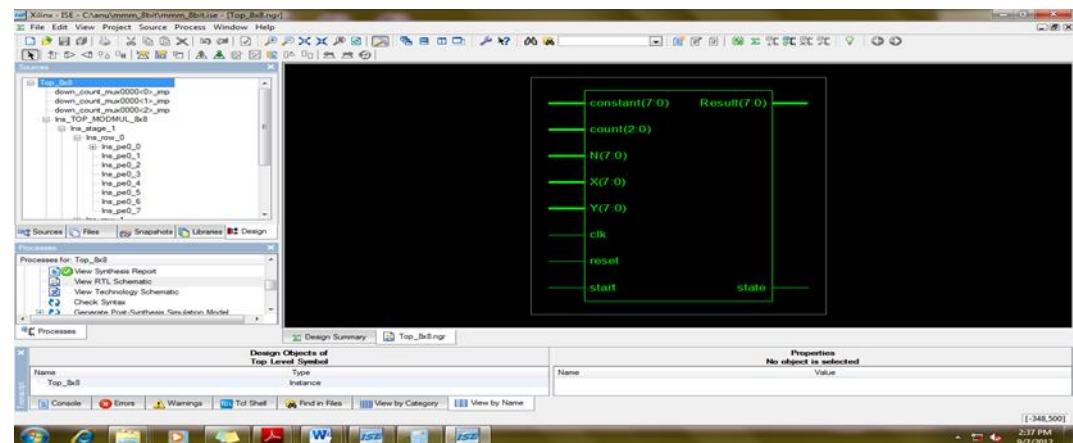 Xilinx - ISE - C:\anu\mmm_8bit\mmm_8bit.ise - [Top_8x8.ngr]
File Edit View Project Source Process Window Help
Sources
Top_8x8
down_count_mux0000<0>_imp
down_count_mux0000<1>_imp
down_count_mux0000<2>_imp
Ins_TOP_MODMUL_8x8
Ins_stage_1
Ins_row_0
Ins_pe0_0
Ins_pe0_1
Ins_pe0_2
Ins_pe0_3
Ins_pe0_4
Ins_pe0_5
Ins_pe0_6
Ins_pe0_7
Sources Files Snapshots Libraries Design
Processes
Processes for: Top_8x8
View Synthesis Report
View RTL Schematic
View Technology Schematic
Check Syntax
Generate Post-Synthesis Simulation Model
Processes
constant(7:0) Result(7:0)
count(2:0)
N(7:0)
X(7:0)
Y(7:0)
clk
reset
start state
Design Summary Top_8x8.ngr
Design Objects of
Top Level Symbol
Properties
No object is selected
Name Type Name Value
Top_8x8 Instance
Transcript
Console Errors Warnings Tcl Shell Find in Files View by Category View by Name
[-348,500]
2:37 PM
9/7/2013